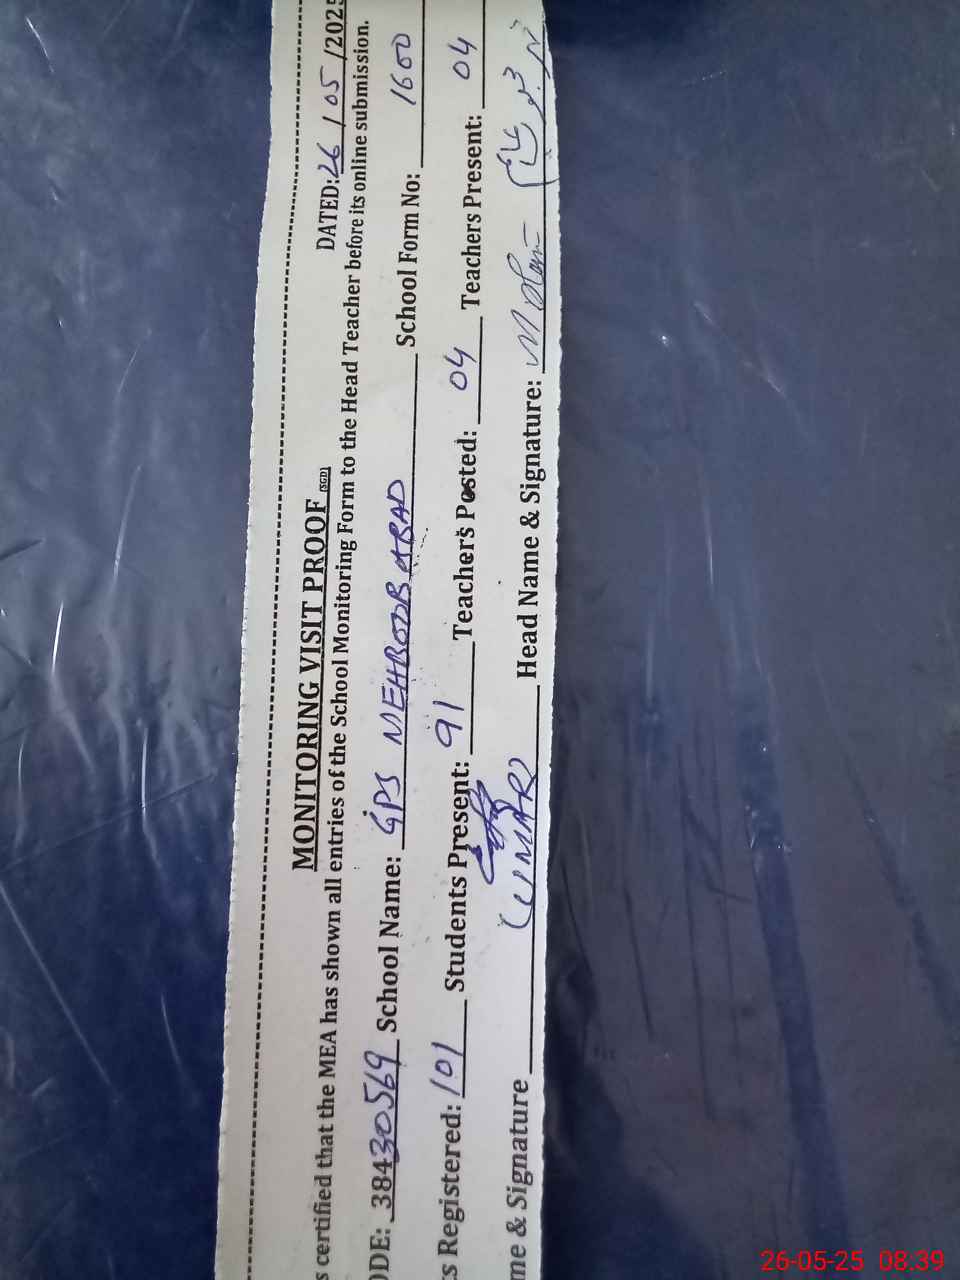 MONITORING VISIT PROOF (SGD)
DATED: 26 / 05 /2025
s certified that the MEA has shown all entries of the School Monitoring Form to the Head Teacher before its online submission.
ODE: 38430569 School Name: GPS MEHBOOB ABAD School Form No: 1600
s Registered: 101 Students Present: 91 Teachers Posted: 04 Teachers Present: 04
me & Signature (UMAR) Head Name & Signature:
26-05-25 08:39